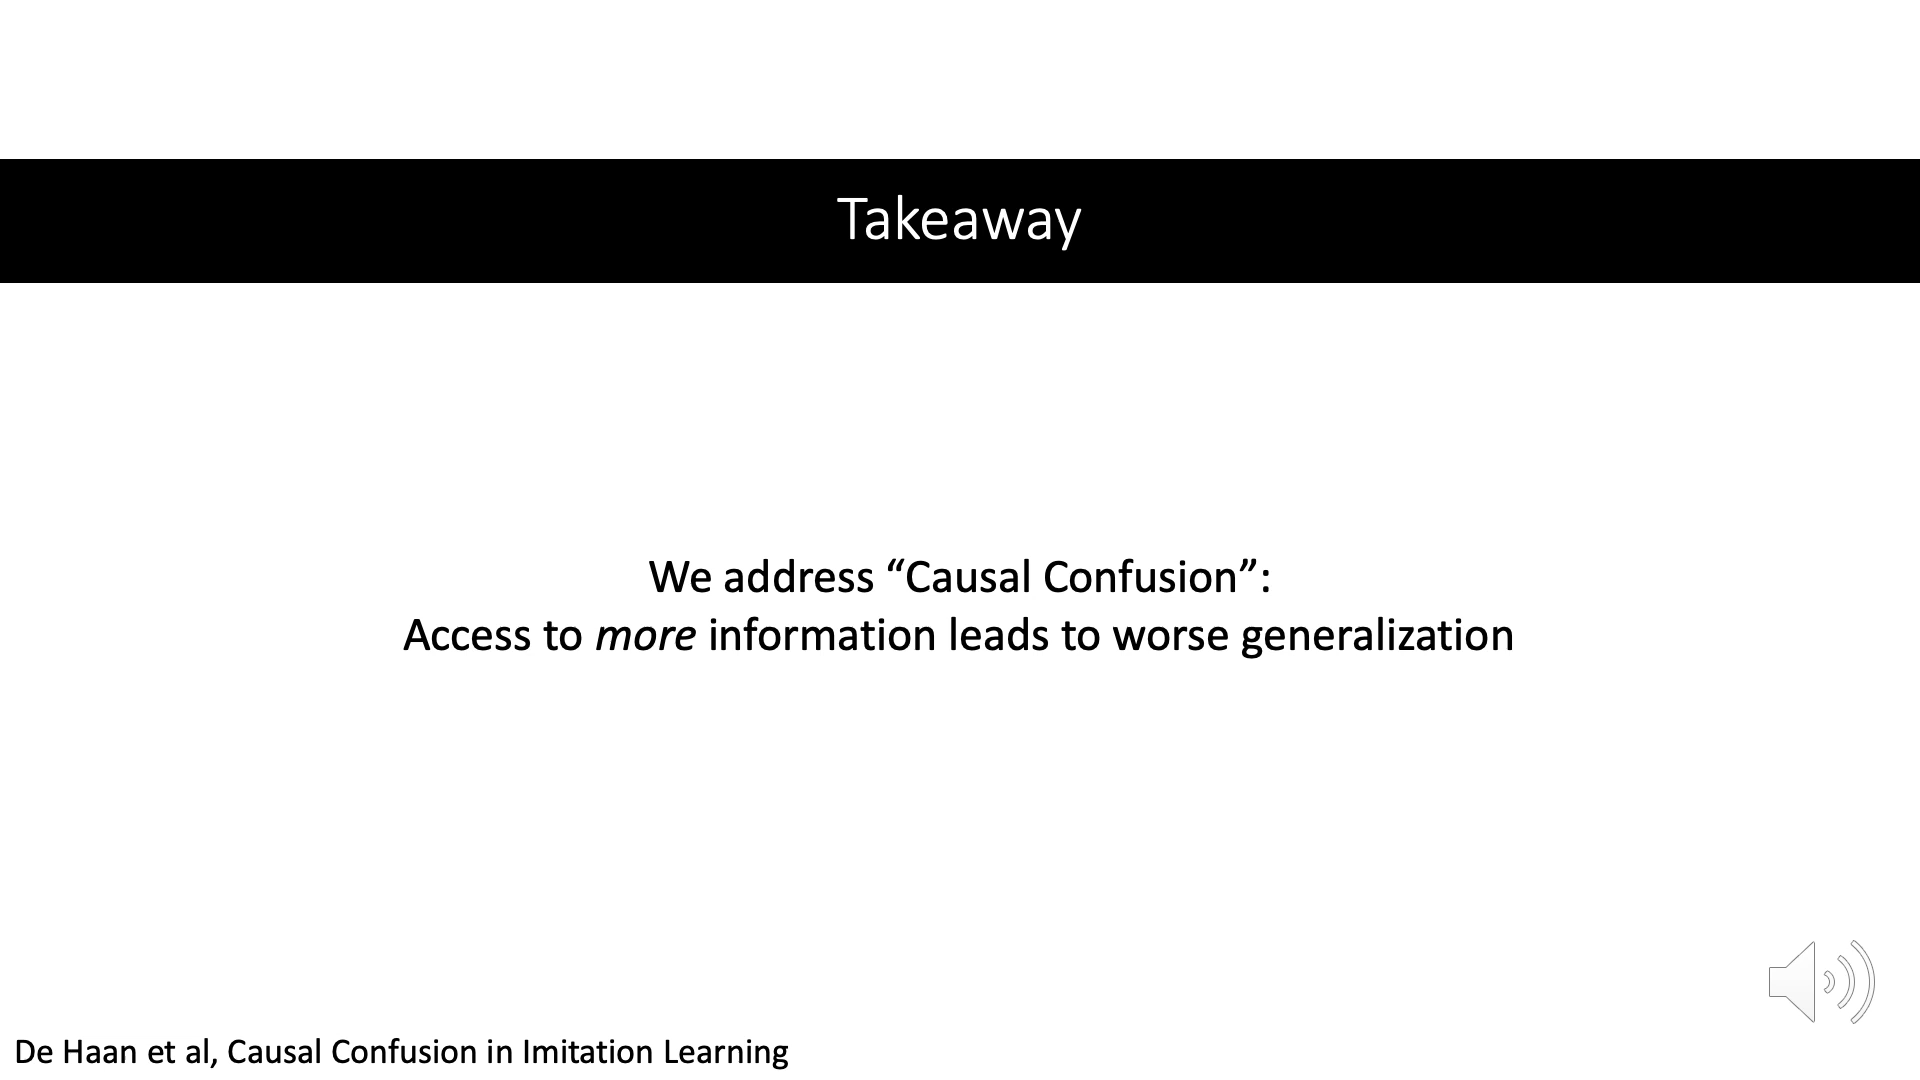 Takeaway
We address “Causal Confusion”:
Access to more information leads to worse generalization
De Haan et al, Causal Confusion in Imitation Learning